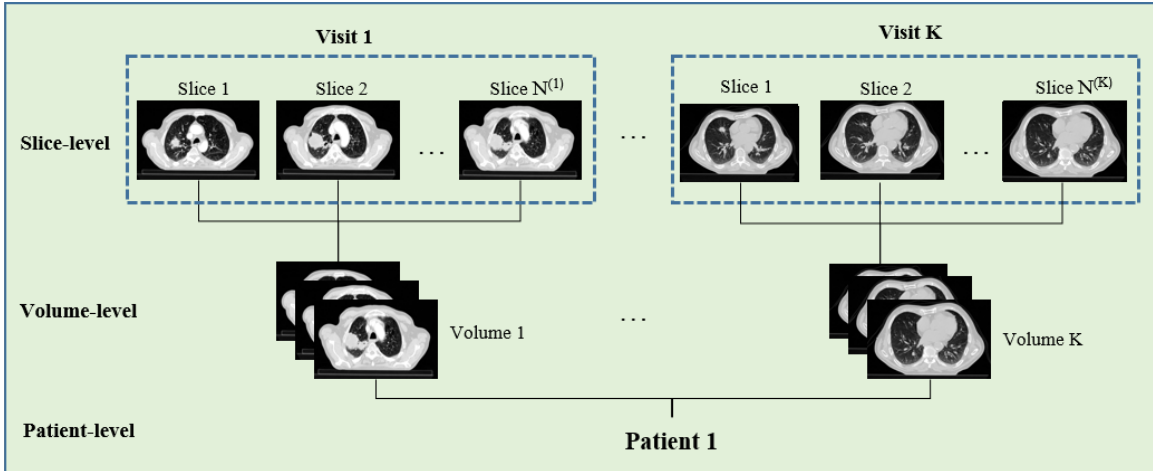 Visit 1
Visit K
Slice 1
Slice 2
Slice N(1)
Slice 1
Slice 2
Slice N(K)
Slice-level
...
...
...
Volume-level
Volume 1
...
Volume K
Patient-level
Patient 1